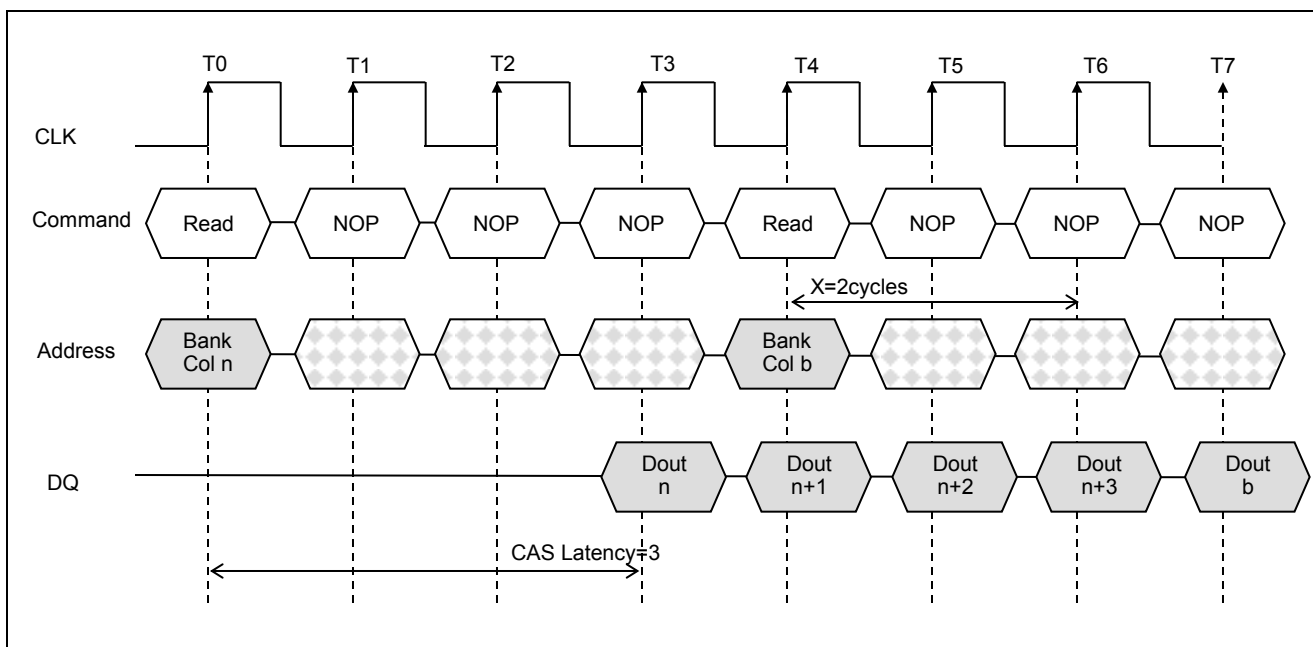 T0 T1 T2 T3 T4 T5 T6 T7
CLK
Command Read NOP NOP NOP Read NOP NOP NOP
X=2cycles
Address
Bank
Col n
Bank
Col b
DQ
Dout
n
Dout
n+1
Dout
n+2
Dout
n+3
Dout
b
CAS Latency=3